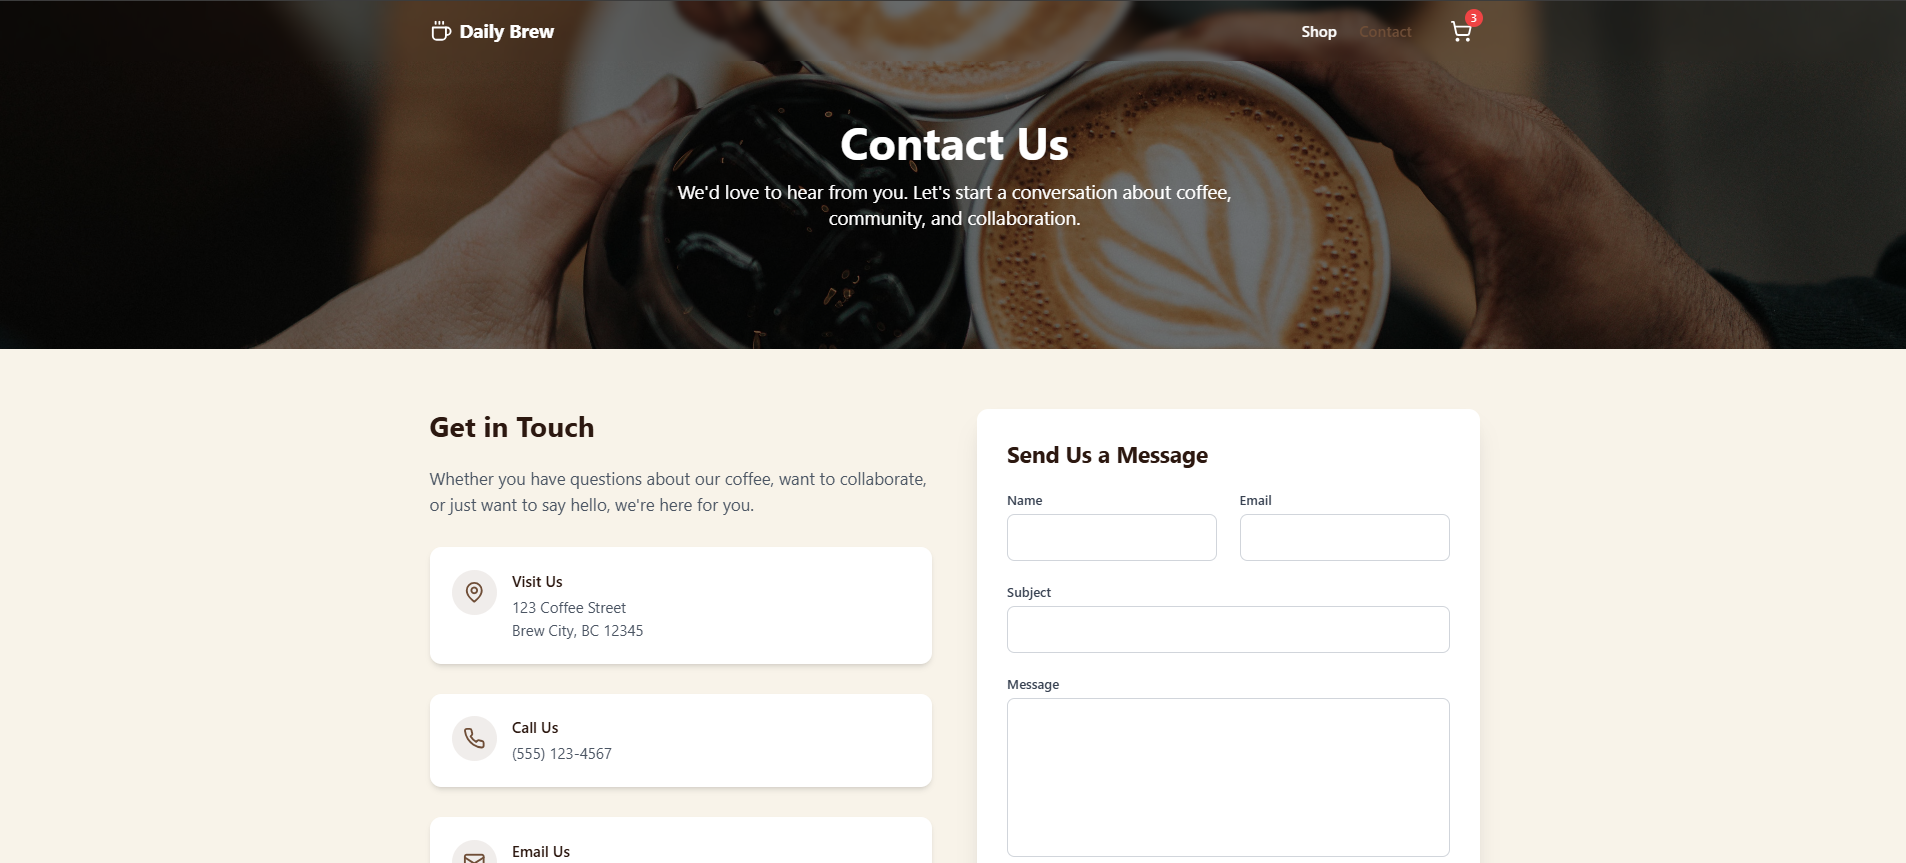 Daily Brew
Shop
Contact
3
Contact Us
We'd love to hear from you. Let's start a conversation about coffee,
community, and collaboration.
Get in Touch
Whether you have questions about our coffee, want to collaborate,
or just want to say hello, we're here for you.
Visit Us
123 Coffee Street
Brew City, BC 12345
Call Us
(555) 123-4567
Email Us
Send Us a Message
Name
Email
Subject
Message